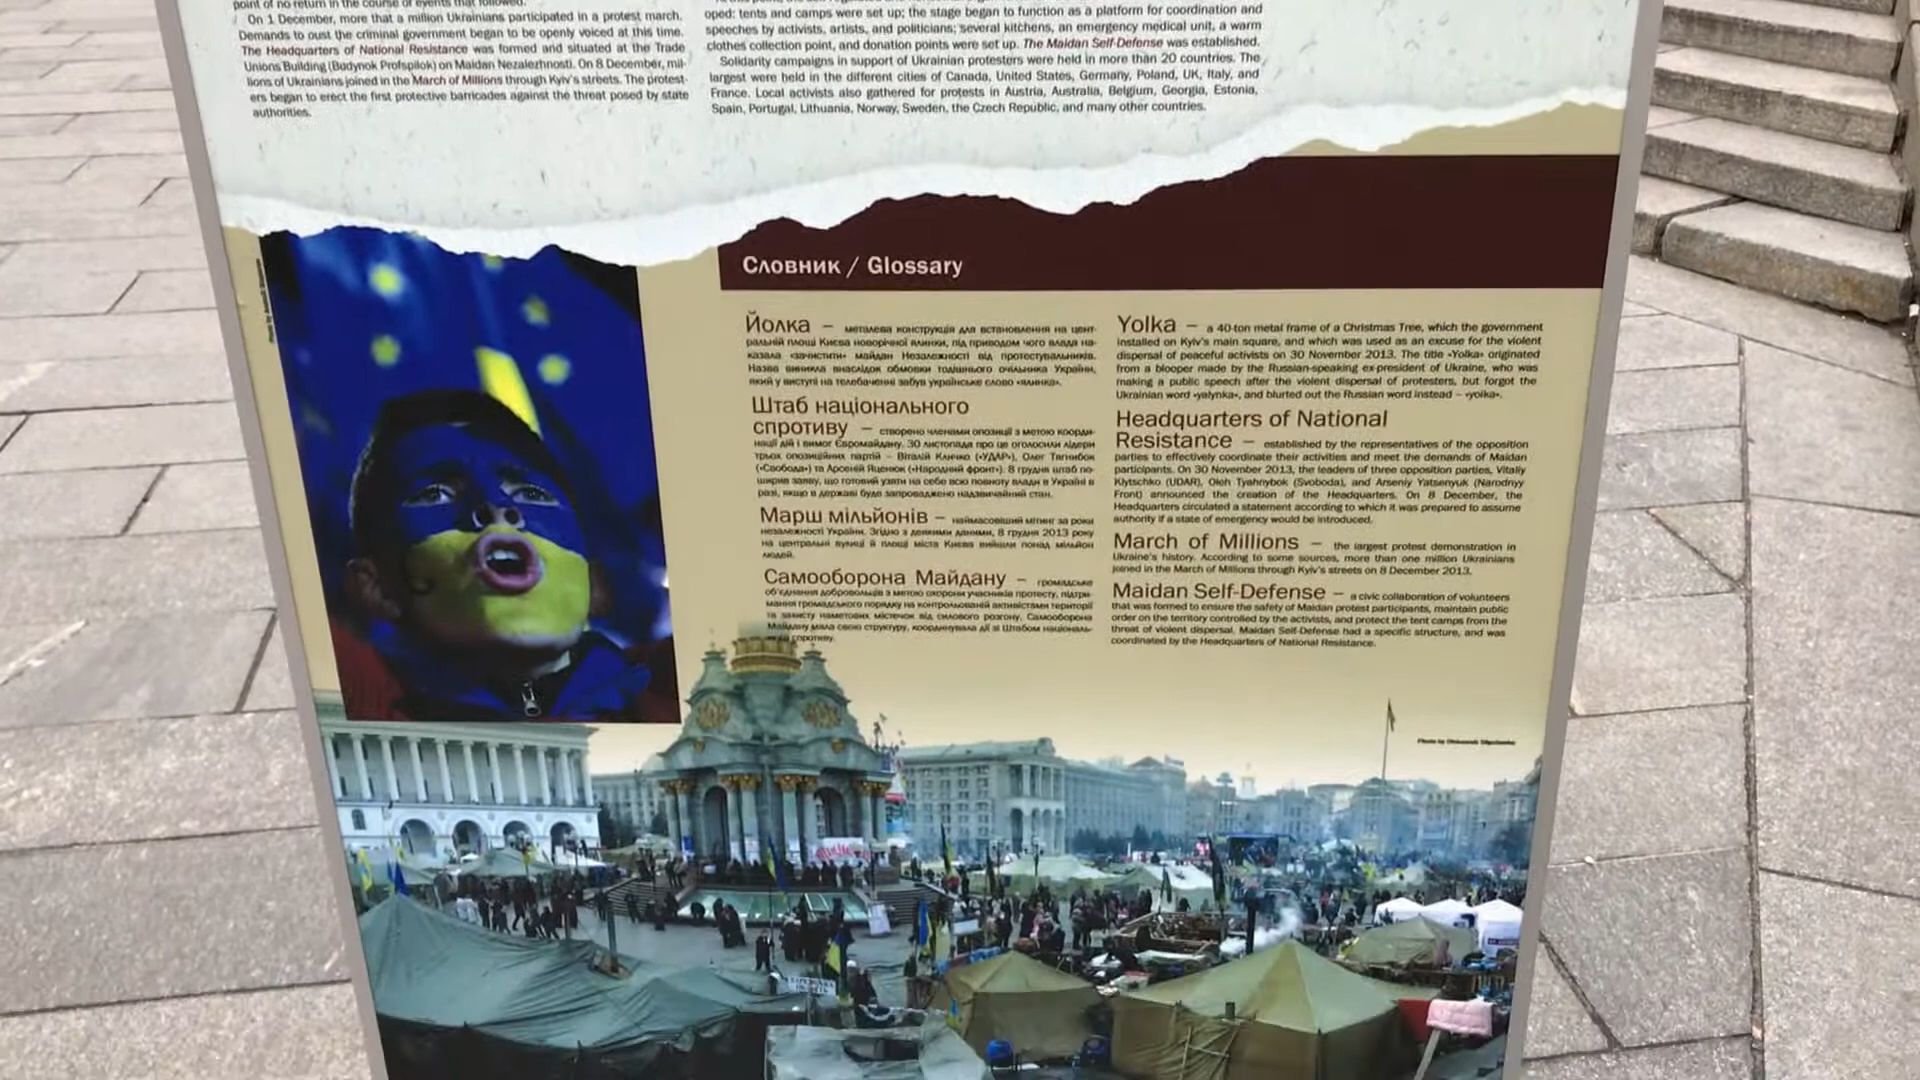 point of no return in the course of events that followed.
On 1 December, more that a million Ukrainians participated in a protest march.
Demands to oust the criminal government began to be openly voiced at this time.
The Headquarters of National Resistance was formed and situated at the Trade
Unions Building (Budynok Profspilok) on Maidan Nezalezhnosti. On 8 December, mil-
lions of Ukrainians joined in the March of Millions through Kyiv's streets. The protest-
ers began to erect the first protective barricades against the threat posed by state
authorities.
oped: tents and camps were set up; the stage began to function as a platform for coordination and
speeches by activists, artists, and politicians; several kitchens, an emergency medical unit, a warm
clothes collection point, and donation points were set up. The Maidan Self-Defense was established.
Solidarity campaigns in support of Ukrainian protesters were held in more than 20 countries. The
largest were held in the different cities of Canada, United States, Germany, Poland, UK, Italy, and
France. Local activists also gathered for protests in Austria, Australia, Belgium, Georgia, Estonia,
Spain, Portugal, Lithuania, Norway, Sweden, the Czech Republic, and many other countries.
Словник / Glossary
Йолка – металева конструкція для встановлення на цент-
ральній площі Києва новорічної ялинки, під приводом чого влада на-
казала «зачистити» майдан Незалежності від протестувальників.
Назва виникла внаслідок обмовки тодішнього очільника України,
який у виступі на телебаченні забув українське слово «ялинка».
Штаб національного
спротиву – створено членами опозиції з метою коорди-
нації дій і вимог Євромайдану. 30 листопада про це оголосили лідери
трьох опозиційних партій – Віталій Кличко («УДАР»), Олег Тягнибок
(«Свобода») та Арсеній Яценюк («Народний фронт»). 8 грудня штаб по-
ширив заяву, що готовий узяти на себе всю повноту влади в Україні в
разі, якщо в державі буде запроваджено надзвичайний стан.
Марш мільйонів – наймасовіший мітинг за роки
незалежності України. Згідно з деякими даними, 8 грудня 2013 року
на центральні вулиці й площі міста Києва вийшли понад мільйон
людей.
Самооборона Майдану – громадське
об'єднання добровольців з метою охорони учасників протесту, підтри-
мання громадського порядку на контрольованій активістами території
та захисту наметових містечок від силового розгону. Самооборона
Майдану мала свою структуру, координувала дії зі Штабом національ-
спротиву.
Yolka – a 40-ton metal frame of a Christmas Tree, which the government
installed on Kyiv's main square, and which was used as an excuse for the violent
dispersal of peaceful activists on 30 November 2013. The title «Yolka» originated
from a blooper made by the Russian-speaking ex-president of Ukraine, who was
making a public speech after the violent dispersal of protesters, but forgot the
Ukrainian word «yalynka», and blurted out the Russian word instead – «yolka».
Headquarters of National
Resistance – established by the representatives of the opposition
parties to effectively coordinate their activities and meet the demands of Maidan
participants. On 30 November 2013, the leaders of three opposition parties, Vitaliy
Klytschko (UDAR), Oleh Tyahnybok (Svoboda), and Arseniy Yatsenyuk (Narodnyy
Front) announced the creation of the Headquarters. On 8 December, the
Headquarters circulated a statement according to which it was prepared to assume
authority if a state of emergency would be introduced.
March of Millions – the largest protest demonstration in
Ukraine's history. According to some sources, more than one million Ukrainians
joined in the March of Millions through Kyiv's streets on 8 December 2013.
Maidan Self-Defense – a civic collaboration of volunteers
that was formed to ensure the safety of Maidan protest participants, maintain public
order on the territory controlled by the activists, and protect the tent camps from the
threat of violent dispersal. Maidan Self-Defense had a specific structure, and was
coordinated by the Headquarters of National Resistance.
Photo by Oleksandr